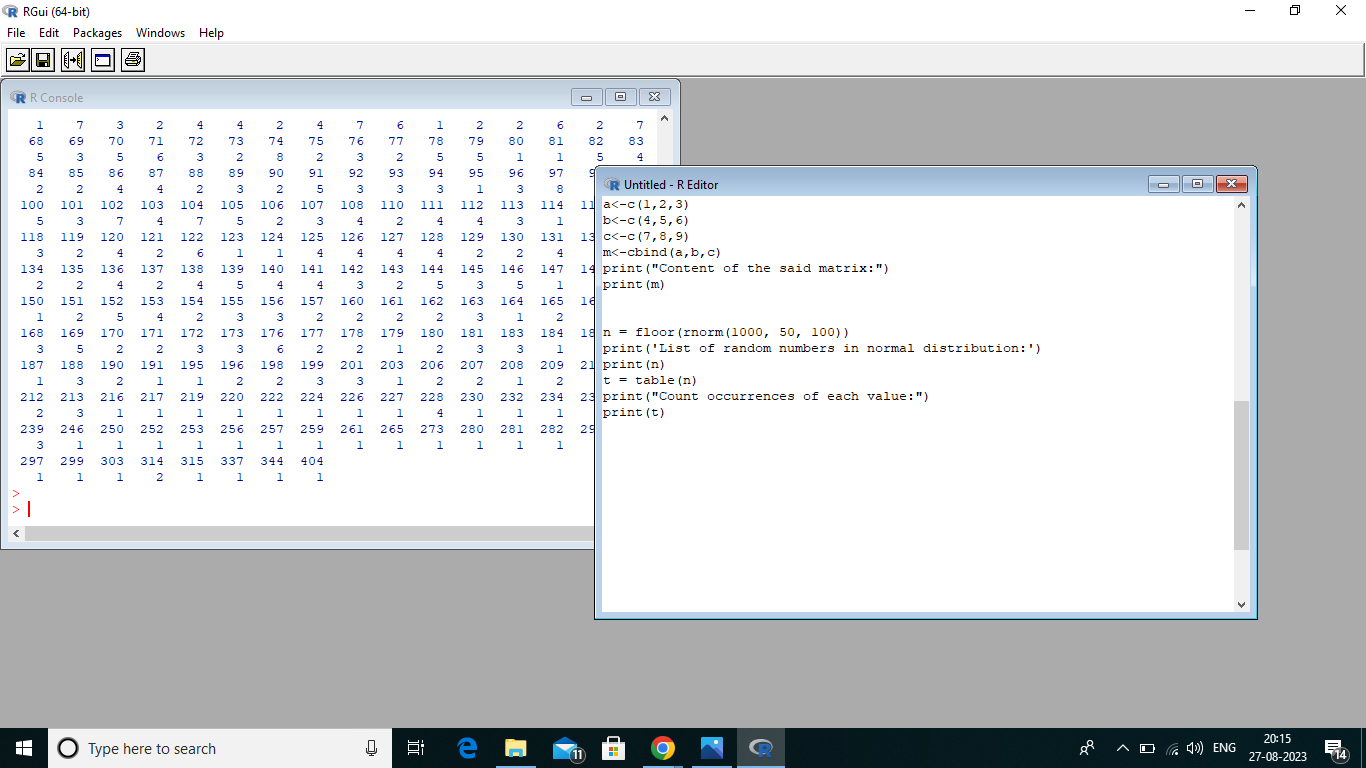 RGui (64-bit)
File Edit Packages Windows Help
R Console
1 7 3 2 4 4 2 4 7 6 1 2 2 6 2 7
68 69 70 71 72 73 74 75 76 77 78 79 80 81 82 83
5 3 5 6 3 2 8 2 3 2 5 5 1 1 5 4
84 85 86 87 88 89 90 91 92 93 94 95 96 97
2 2 4 4 2 3 2 5 3 3 3 1 3 8
100 101 102 103 104 105 106 107 108 110 111 112 113 114
5 3 7 4 7 5 2 3 4 2 4 4 3 1
118 119 120 121 122 123 124 125 126 127 128 129 130 131
3 2 4 2 6 1 1 4 4 4 4 2 2 4
134 135 136 137 138 139 140 141 142 143 144 145 146 147
2 2 4 2 4 5 4 4 3 2 5 3 5 1
150 151 152 153 154 155 156 157 160 161 162 163 164 165
1 2 5 4 2 3 3 2 2 2 2 3 1 2
168 169 170 171 172 173 176 177 178 179 180 181 183 184
3 5 2 2 3 3 6 2 2 1 2 3 3 1
187 188 190 191 195 196 198 199 201 203 206 207 208 209
1 3 2 1 1 2 2 3 3 1 2 2 1 2
212 213 216 217 219 220 222 224 226 227 228 230 232 234
2 3 1 1 1 1 1 1 1 1 4 1 1 1
239 246 250 252 253 256 257 259 261 265 273 280 281 282
3 1 1 1 1 1 1 1 1 1 1 1 1 1
297 299 303 314 315 337 344 404
1 1 1 2 1 1 1 1
>
>
Untitled - R Editor
a<-c(1,2,3)
b<-c(4,5,6)
c<-c(7,8,9)
m<-cbind(a,b,c)
print("Content of the said matrix:")
print(m)
n = floor(rnorm(1000, 50, 100))
print('List of random numbers in normal distribution:')
print(n)
t = table(n)
print("Count occurrences of each value:")
print(t)
Type here to search
11
ENG
20:15
27-08-2023
14